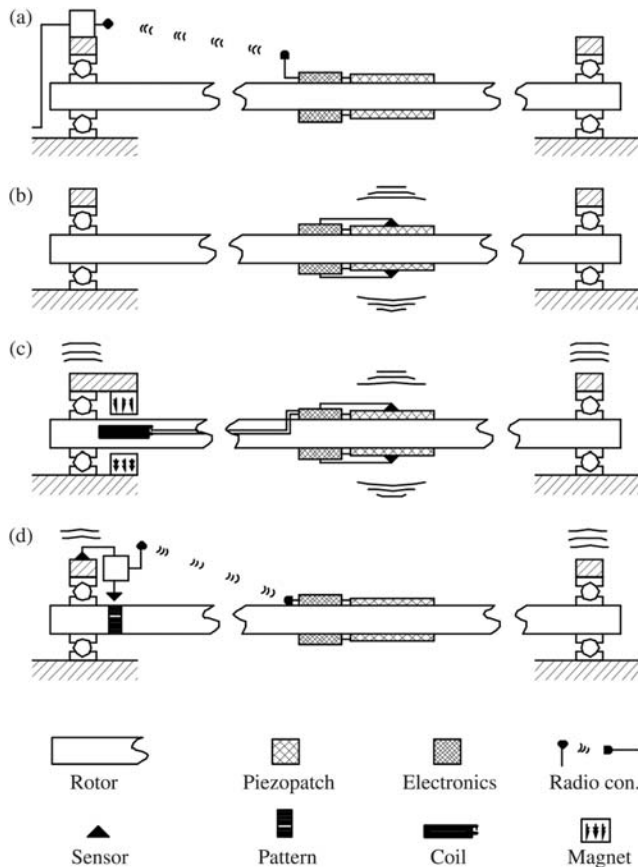 (a)
(b)
(c)
(d)
Rotor
Piezopatch
Electronics
Radio con.
Sensor
Pattern
Coil
Magnet